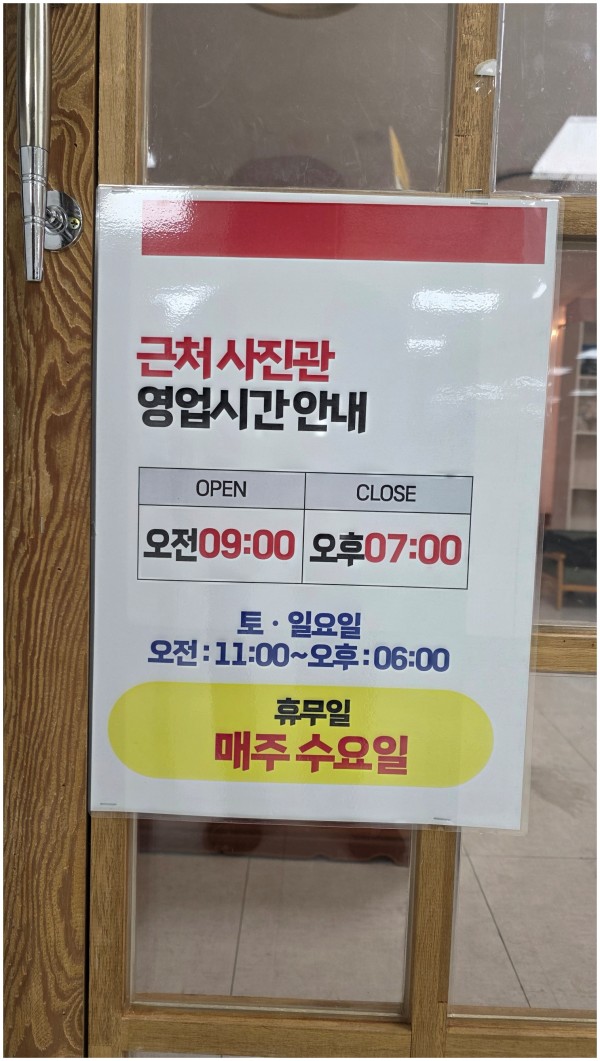 근처 사진관
영업시간 안내
OPEN CLOSE
오전09:00 오후07:00
토·일요일
오전:11:00~오후:06:00
휴무일
매주 수요일